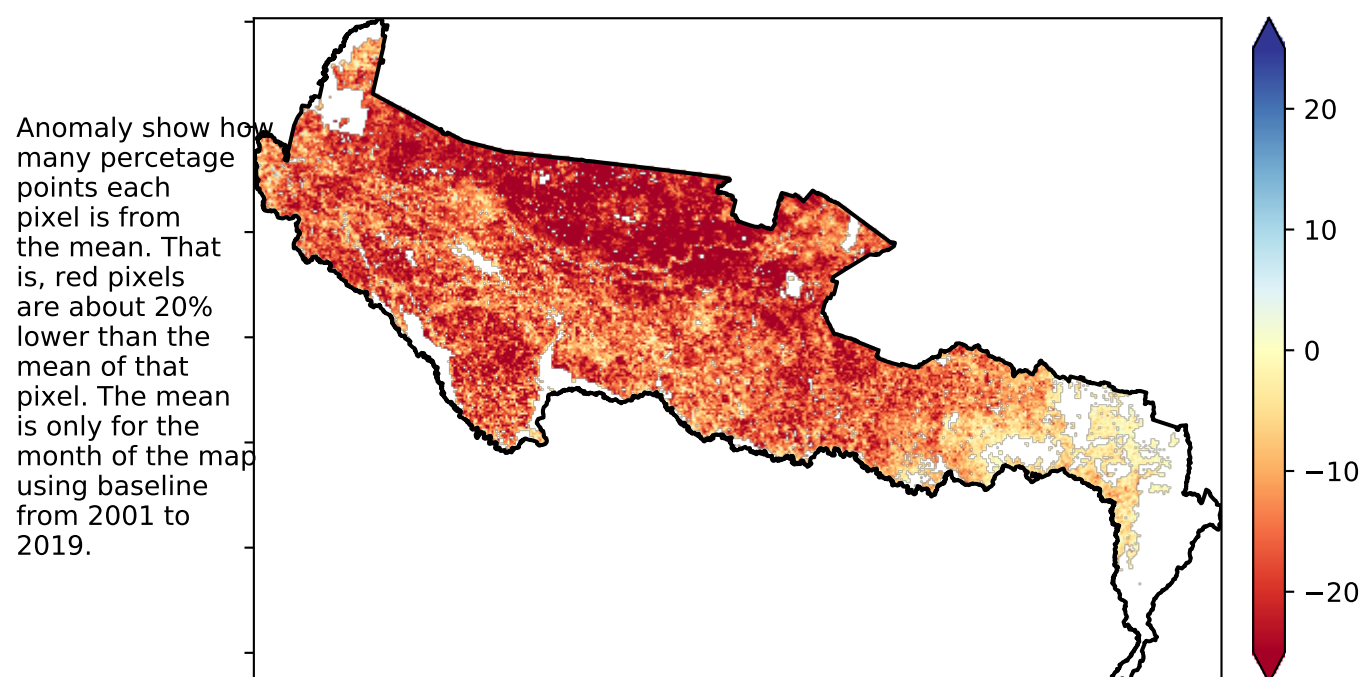 Anomaly show how
many percetage
points each
pixel is from
the mean. That
is, red pixels
are about 20%
lower than the
mean of that
pixel. The mean
is only for the
month of the map
using baseline
from 2001 to
2019.
20
10
0
−10
−20